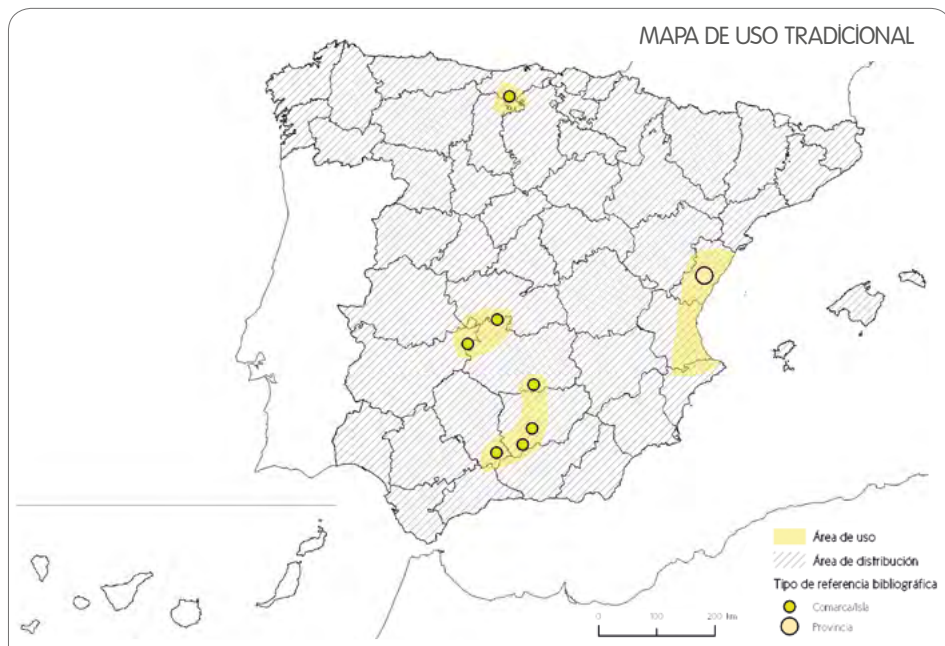 MAPA DE USO TRADICIONAL
Área de uso
Área de distribución
Tipo de referencia bibliográfica
Comarca/Isla
Provincia
0 100 200 km